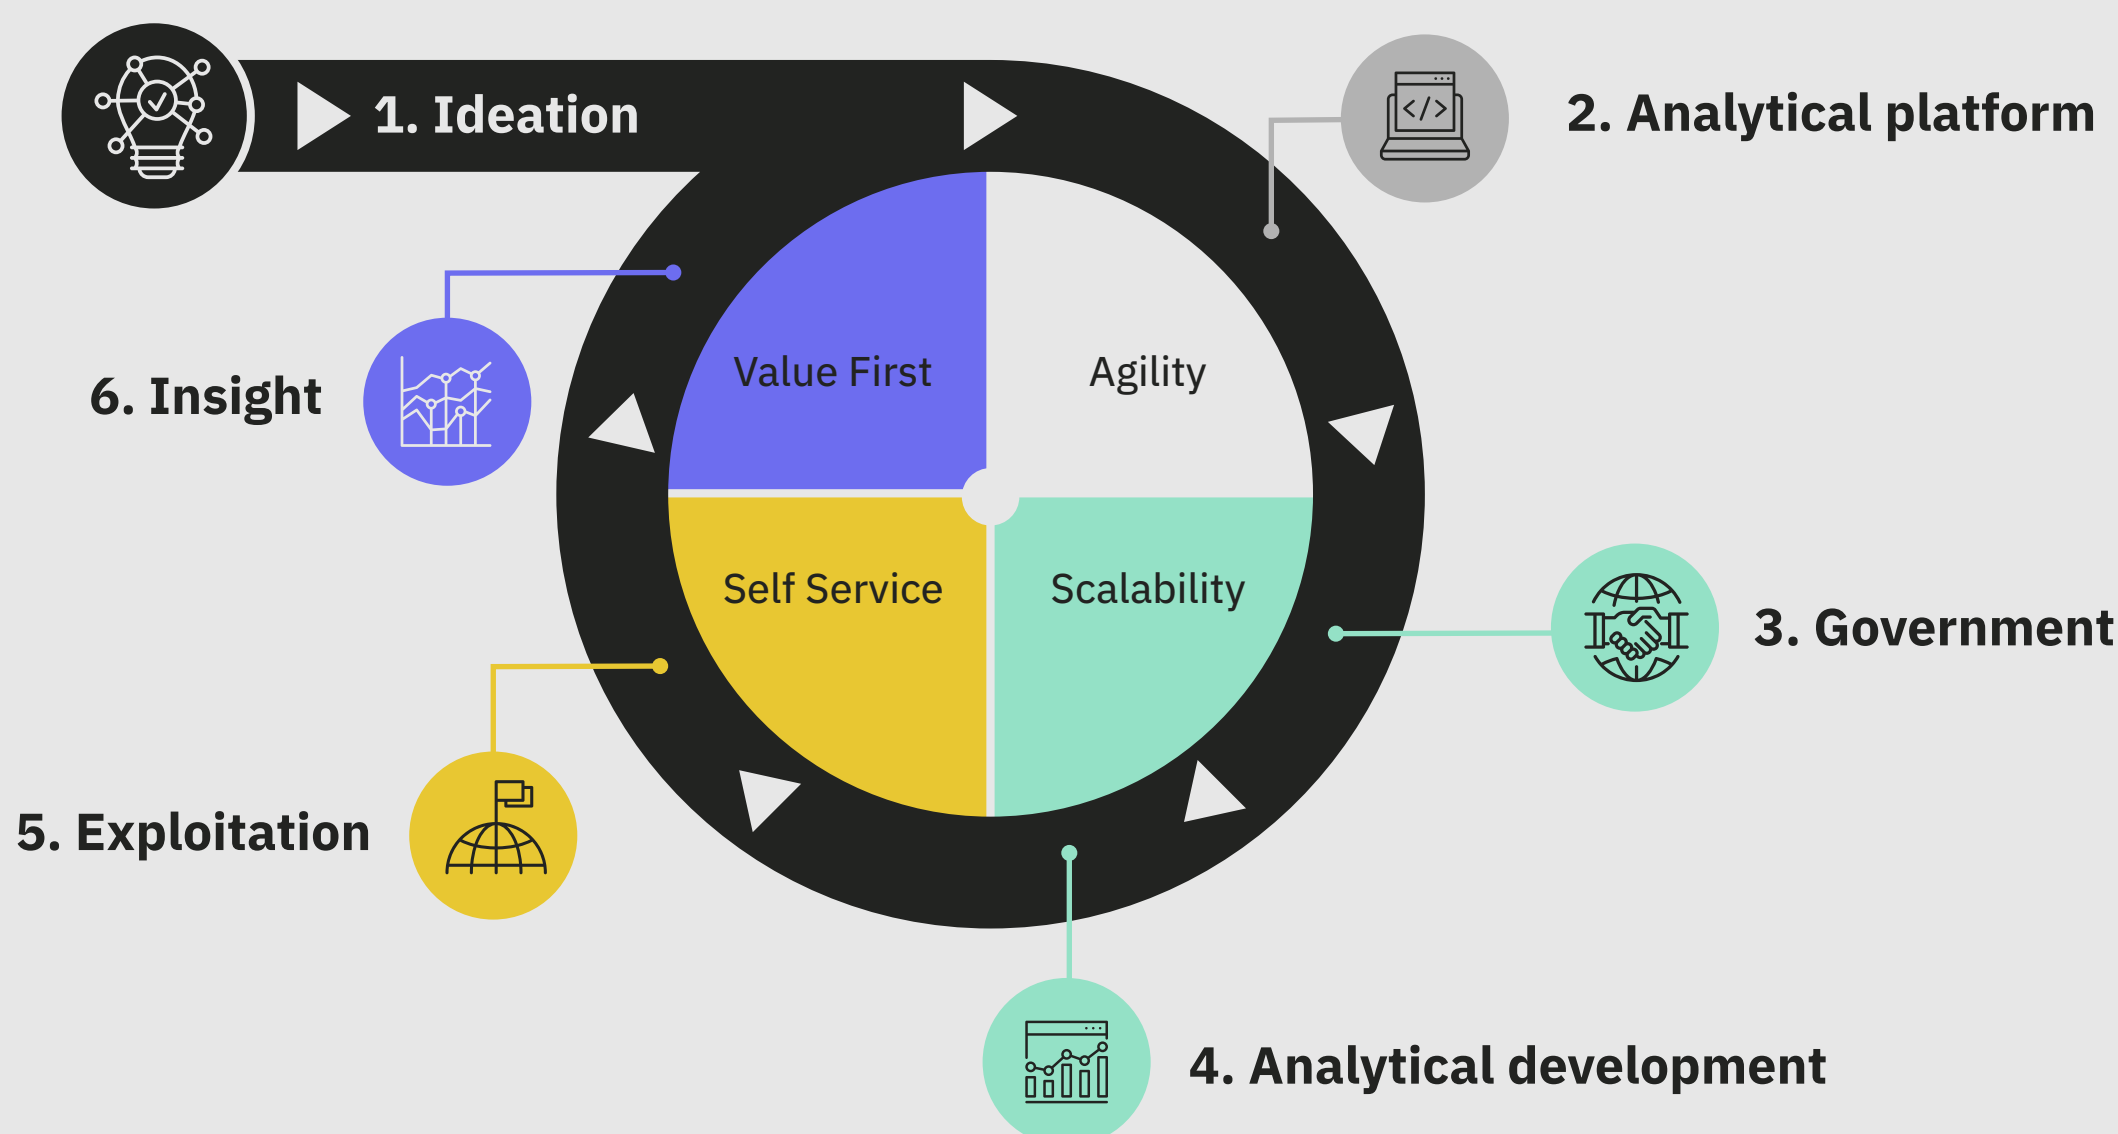 1. Ideation
2. Analytical platform
Value First
Agility
6. Insight
Self Service
Scalability
3. Government
5. Exploitation
4. Analytical development